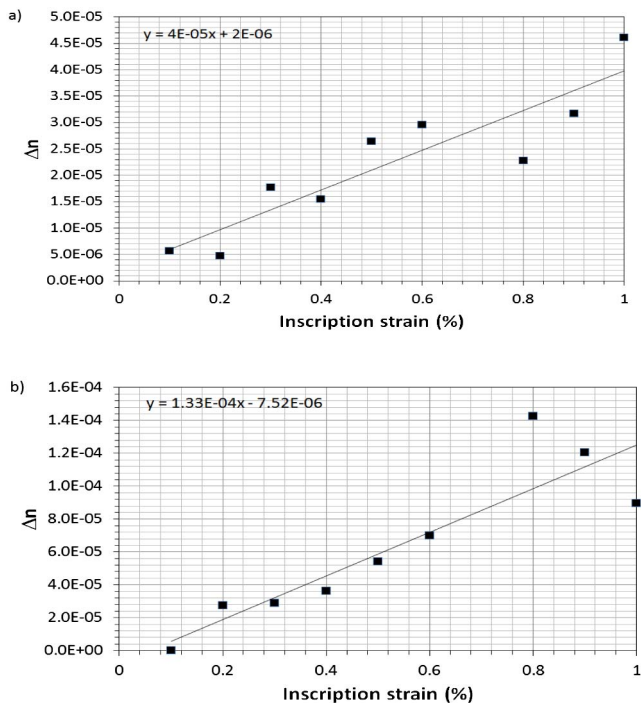 a)
5.0E-05
y = 4E-05x + 2E-06
4.5E-05
4.0E-05
3.5E-05
3.0E-05
2.5E-05
2.0E-05
1.5E-05
1.0E-05
5.0E-06
0.0E+00
Δn
0 0.2 0.4 0.6 0.8 1
Inscription strain (%)
b)
1.6E-04
y = 1.33E-04x - 7.52E-06
1.4E-04
1.2E-04
1.0E-04
8.0E-05
6.0E-05
4.0E-05
2.0E-05
0.0E+00
Δn
0 0.2 0.4 0.6 0.8 1
Inscription strain (%)